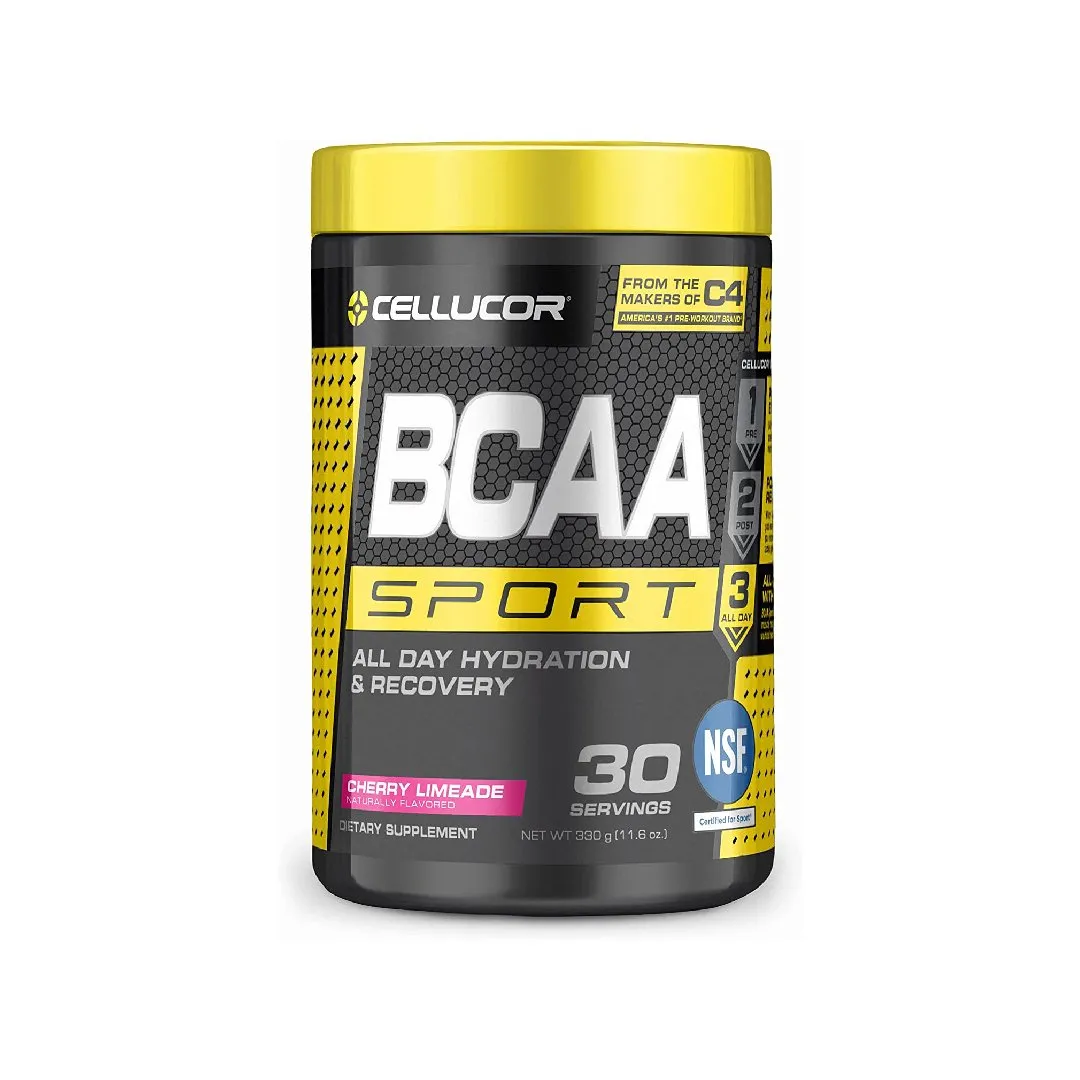 CELLUCOR®
FROM THE
MAKERS OF C4
AMERICA'S #1 PRE-WORKOUT BRAND
BCAA
SPORT
CELLUCOR
1
PRE
2
POST
3
ALL DAY
ALL DAY HYDRATION
& RECOVERY
30
SERVINGS
NSF®
Certified for Sport®
CHERRY LIMEADE
NATURALLY FLAVORED
DIETARY SUPPLEMENT
NET WT 330 g (11.6 oz.)